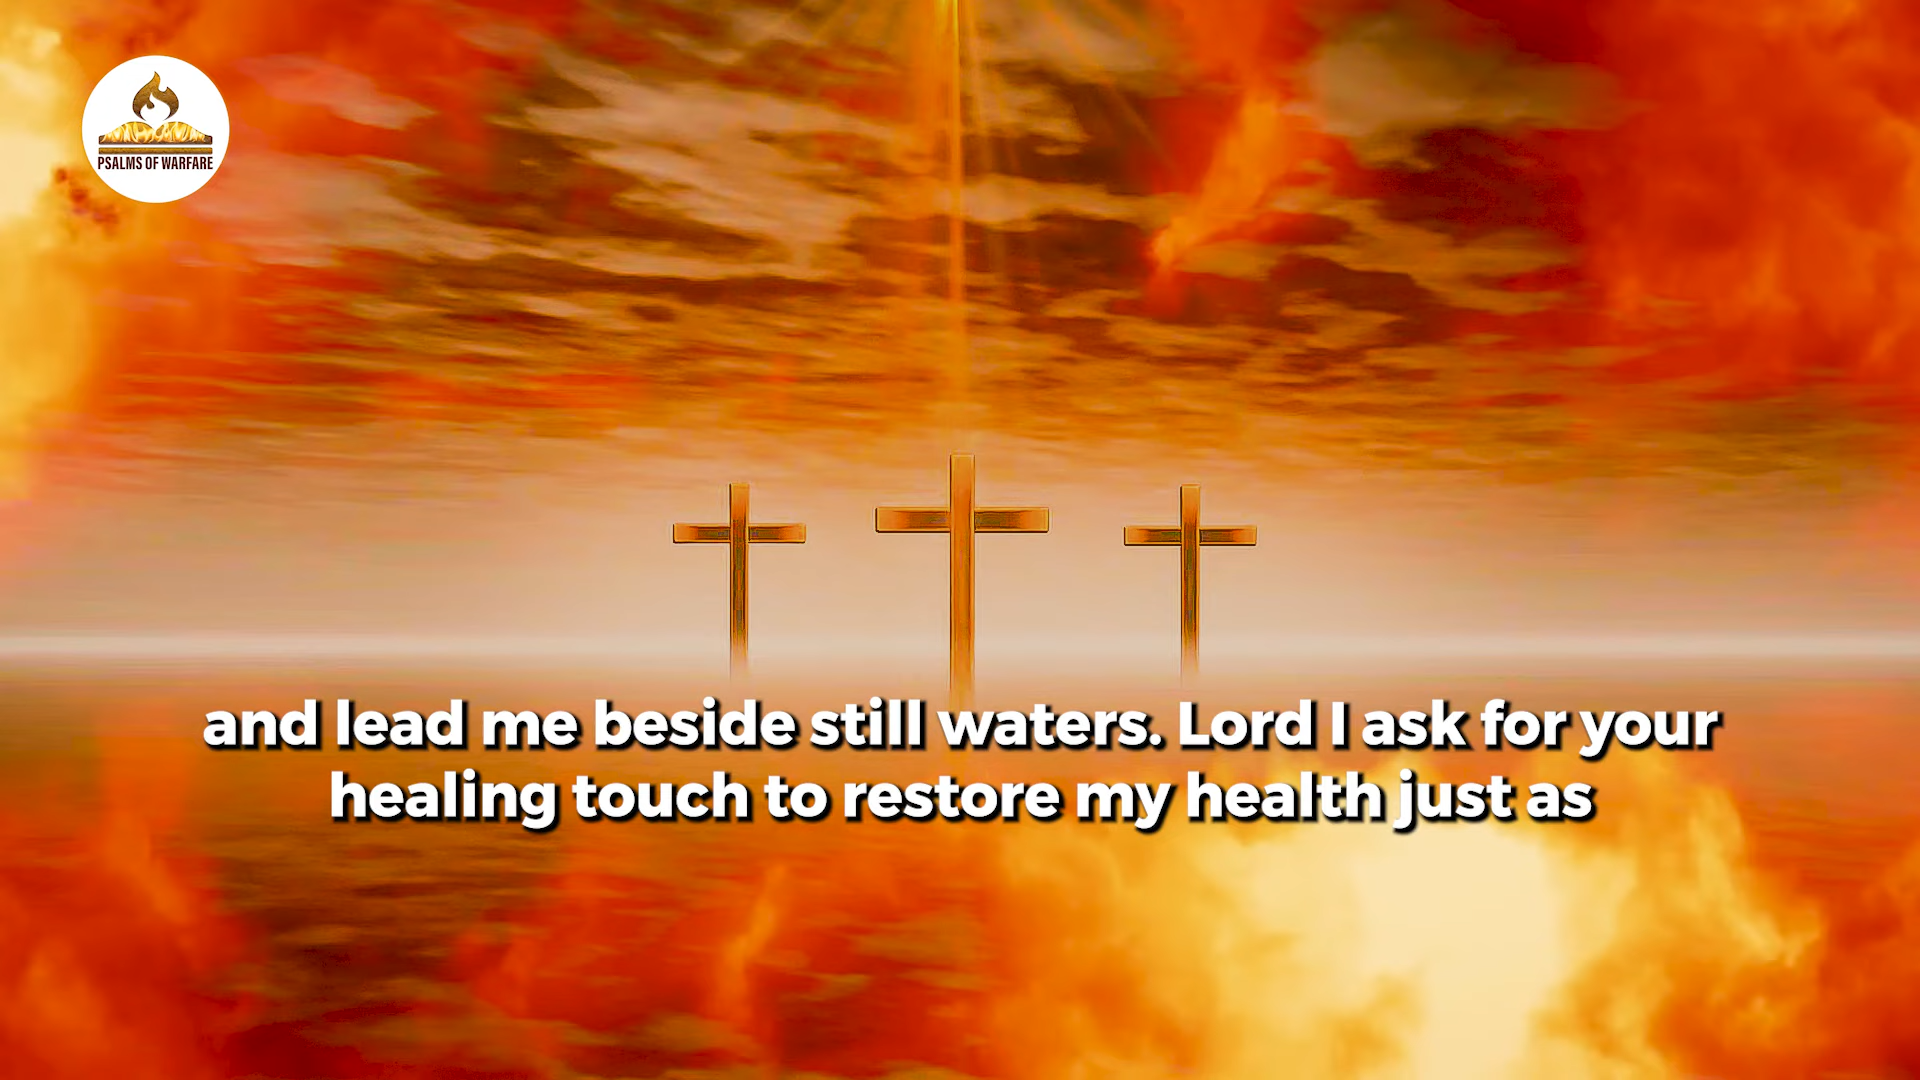 PSALMS OF WARFARE
and lead me beside still waters. Lord I ask for your
healing touch to restore my health just as